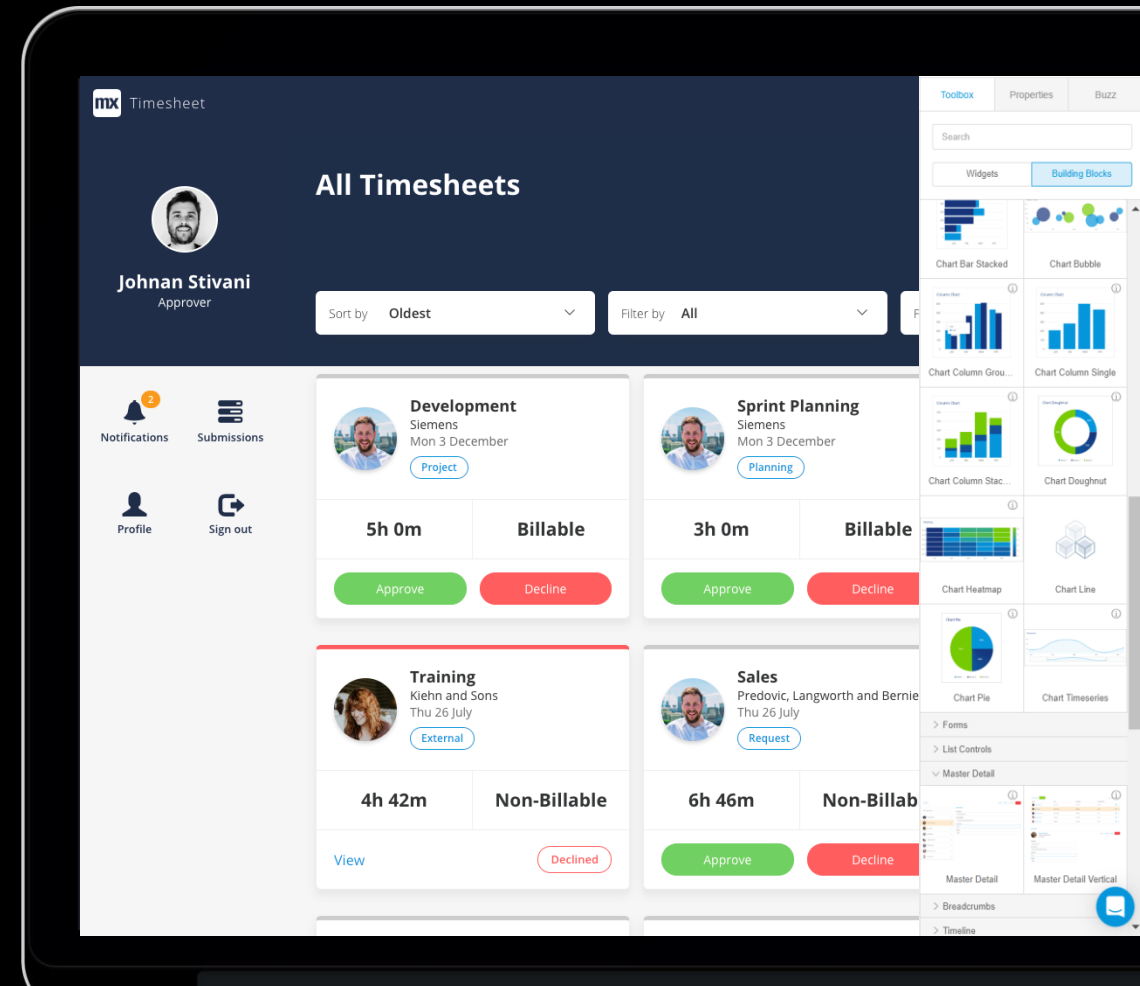 mx Timesheet
Johnan Stivani
Approver
Notifications
2
Submissions
Profile
Sign out
All Timesheets
Sort by Oldest
Filter by All
F
Development
Siemens
Mon 3 December
Project
5h 0m
Billable
Approve
Decline
Sprint Planning
Siemens
Mon 3 December
Planning
3h 0m
Billable
Approve
Decline
Training
Kiehn and Sons
Thu 26 July
External
4h 42m
Non-Billable
View
Declined
Sales
Predovic, Langworth and Bernie
Thu 26 July
Request
6h 46m
Non-Billab
Approve
Decline
Toolbox
Properties
Buzz
Search
Widgets
Building Blocks
Chart Bar Stacked
Chart Bubble
Chart Column Grou...
Chart Column Single
Chart Column Stac...
Chart Doughnut
Chart Heatmap
Chart Line
Chart Pie
Chart Timeseries
Forms
List Controls
Master Detail
Master Detail
Master Detail Vertical
Breadcrumbs
Timeline